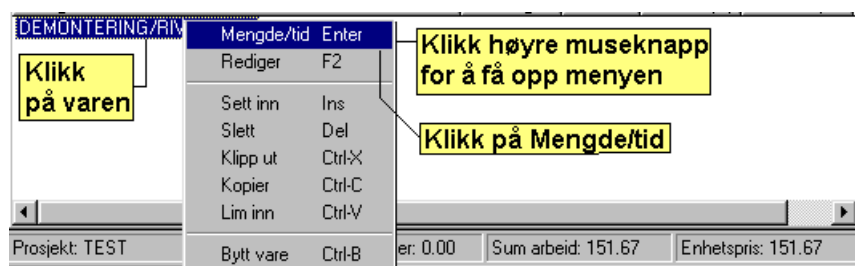 DEMONTERING/RIV
Mengde/tid Enter
Rediger F2
Sett inn Ins
Slett Del
Klipp ut Ctrl-X
Kopier Ctrl-C
Lim inn Ctrl-V
Bytt vare Ctrl-B
Klikk
på varen
Klikk høyre museknapp
for å få opp menyen
Klikk på Mengde/tid
Prosjekt: TEST
er: 0.00
Sum arbeid: 151.67
Enhetspris: 151.67